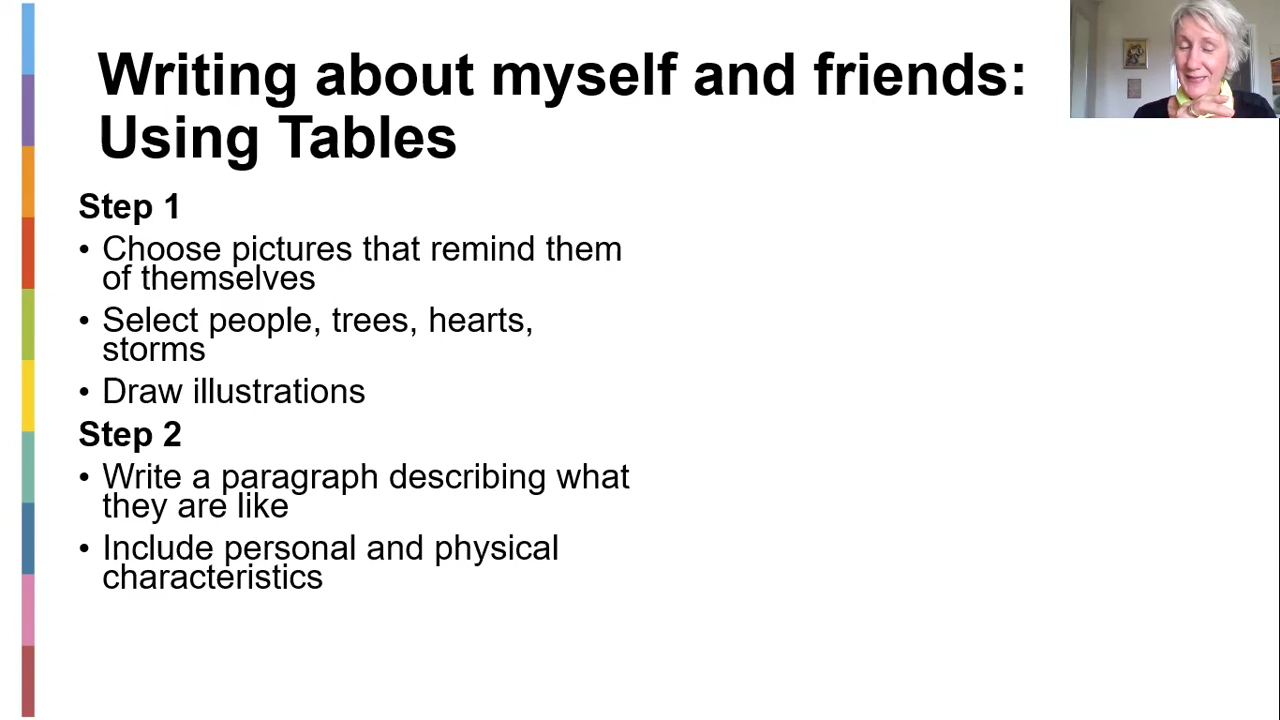 Writing about myself and friends:
Using Tables
Step 1
• Choose pictures that remind them
of themselves
• Select people, trees, hearts,
storms
• Draw illustrations
Step 2
• Write a paragraph describing what
they are like
• Include personal and physical
characteristics